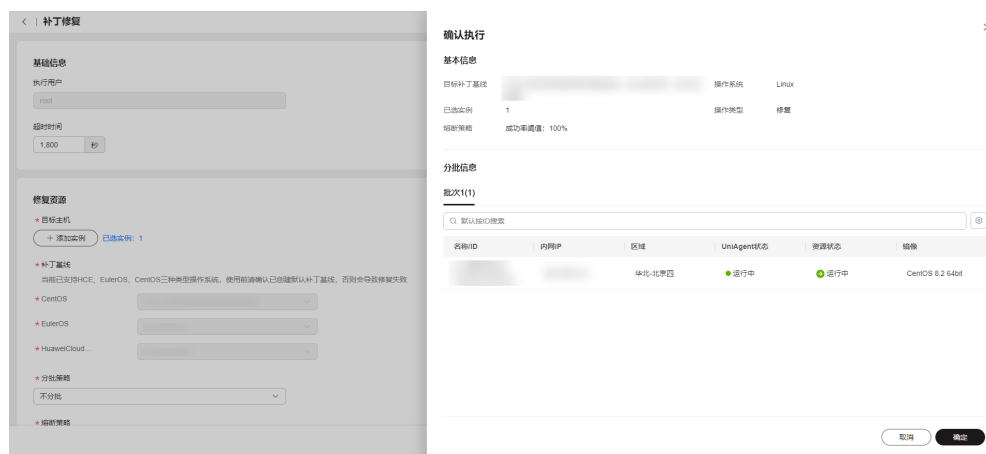 补丁修复
基础信息
执行用户
root
超时时间
1,800 秒
修复资源
* 目标主机
+ 添加实例 已选实例：1
* 补丁基线
当前已支持HCE、EulerOS、CentOS三种类型操作系统，使用前请确认已创建默认补丁基线，否则会导致修复失败
* CentOS
* EulerOS
* HuaweiCloud...
* 分批策略
不分批
* 熔断策略
确认执行
基本信息
目标补丁基线
操作系统 Linux
已选实例 1
操作类型 修复
熔断策略 成功率阈值：100%
分批信息
批次1(1)
默认按ID搜索
名称/ID 内网IP 区域 UniAgent状态 资源状态 镜像
华北-北京四 运行中 运行中 CentOS 8.2 64bit
取消 确定